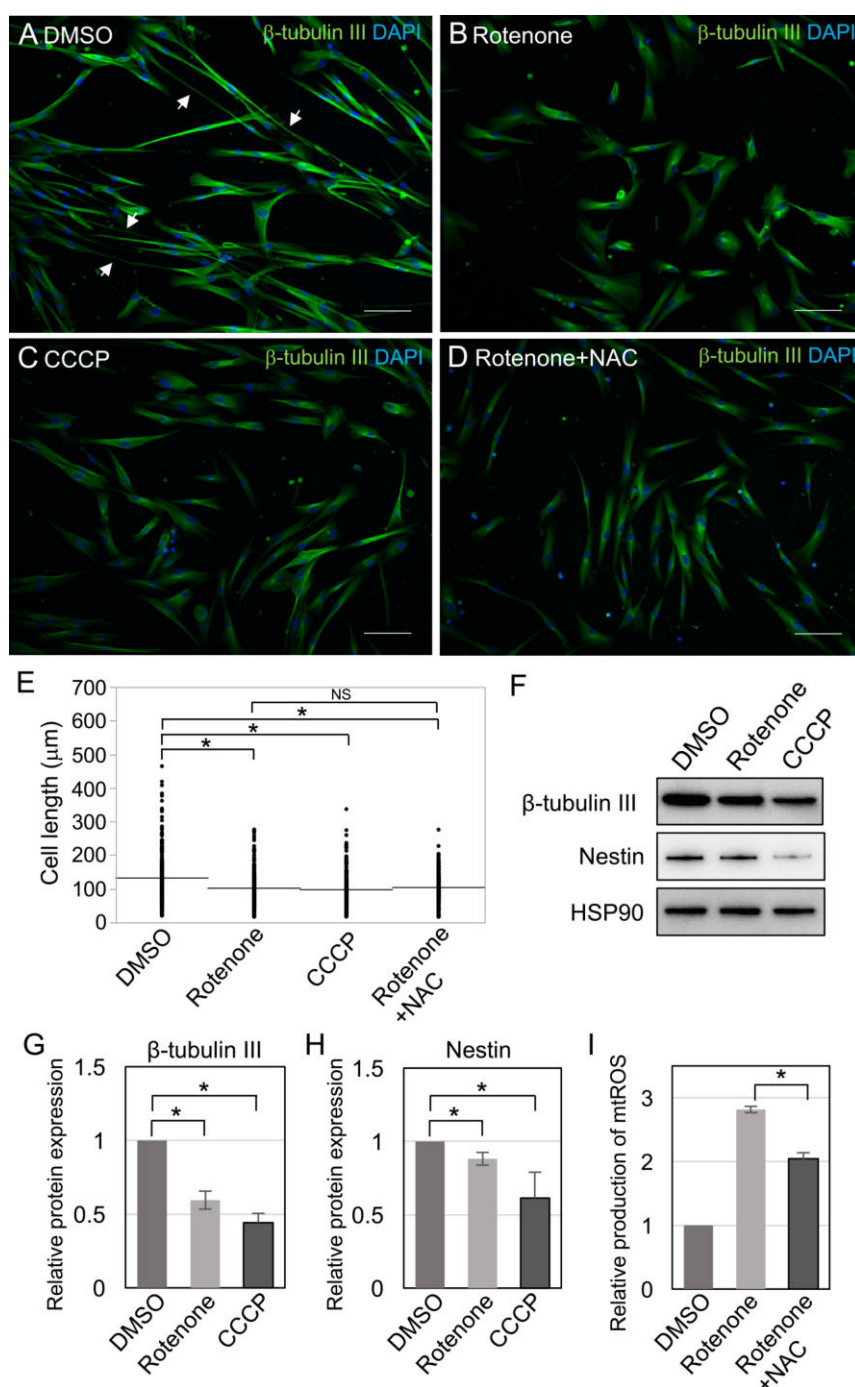 A DMSO β-tubulin III DAPI
B Rotenone β-tubulin III DAPI
C CCCP β-tubulin III DAPI
D Rotenone+NAC β-tubulin III DAPI
E
700
600
500
400
300
200
100
0
Cell length (μm)
NS
*
*
*
DMSO
Rotenone
CCCP
Rotenone
+NAC
F
DMSO
Rotenone
CCCP
β-tubulin III
Nestin
HSP90
G
β-tubulin III
Relative protein expression
1.5
1
0.5
0
*
*
DMSO
Rotenone
CCCP
H
Nestin
Relative protein expression
1.5
1
0.5
0
*
*
DMSO
Rotenone
CCCP
I
Relative production of mtROS
3
2
1
0
*
DMSO
Rotenone
Rotenone
+NAC